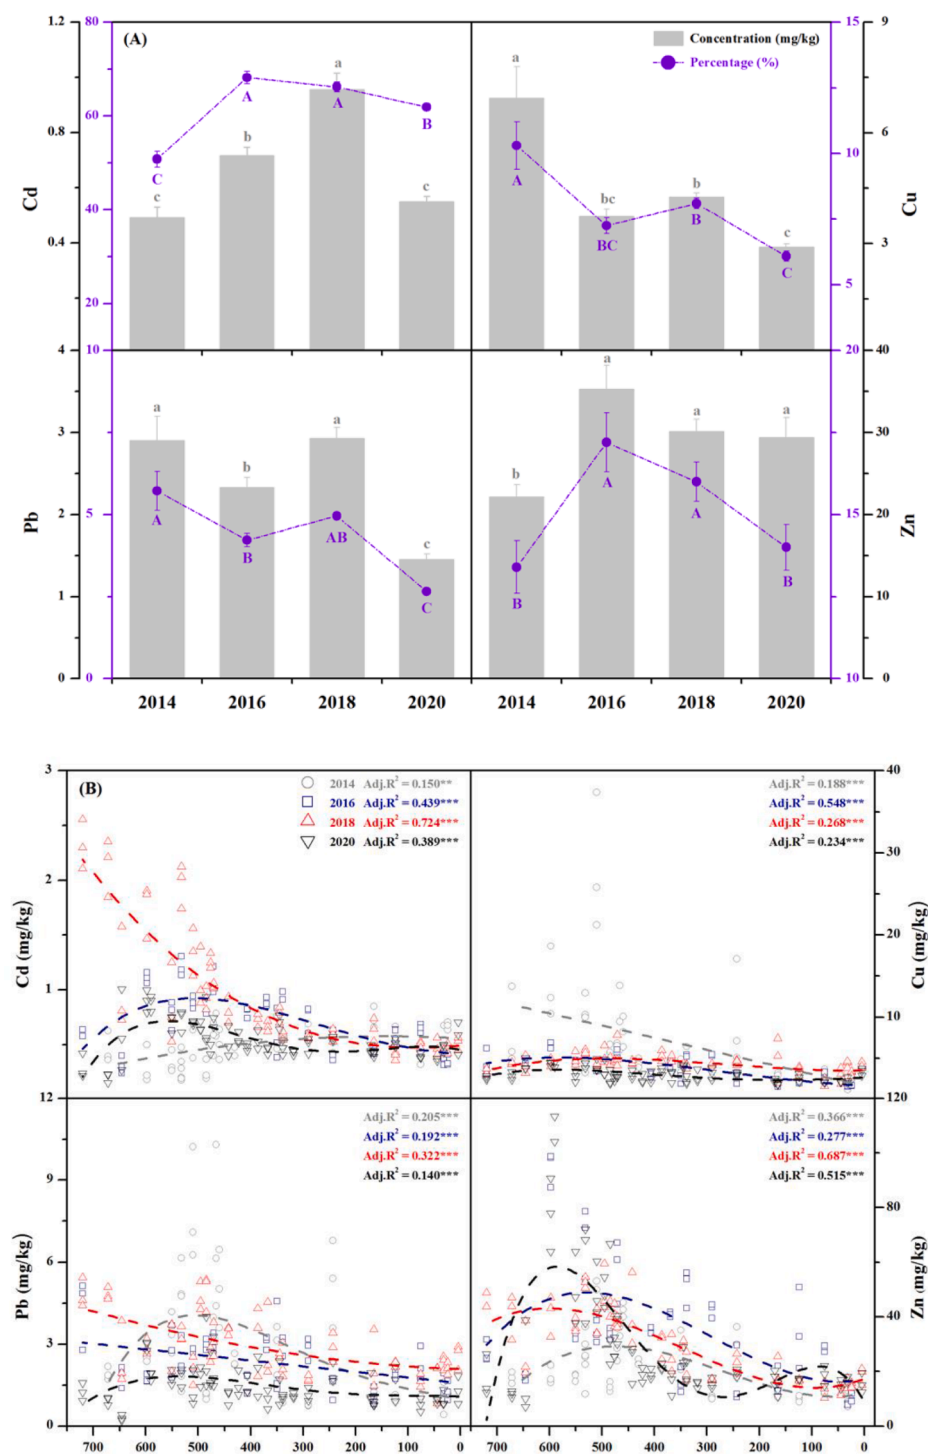 1.2
80
(A)
15
9
Concentration (mg/kg)
Percentage (%)
a
a
A
A
B
b
60
0.8
6
C
A
10
c
c
bc
b
Cd
40
Cu
BC
B
c
0.4
3
C
5
20
4
10
20
40
a
a
a
3
b
a
a
30
b
A
A
A
Pb
2
5
B
AB
15
20
Zn
c
B
B
1
C
10
0
0
10
0
2014
2016
2018
2020
2014
2016
2018
2020
3
(B)
2014 Adj.R² = 0.150**
2016 Adj.R² = 0.439***
2018 Adj.R² = 0.724***
2020 Adj.R² = 0.389***
Adj.R² = 0.188***
Adj.R² = 0.548***
Adj.R² = 0.268***
Adj.R² = 0.234***
40
30
2
Cd (mg/kg)
Cu (mg/kg)
20
1
10
12
120
Adj.R² = 0.205***
Adj.R² = 0.192***
Adj.R² = 0.322***
Adj.R² = 0.140***
Adj.R² = 0.366***
Adj.R² = 0.277***
Adj.R² = 0.687***
Adj.R² = 0.515***
9
80
Pb (mg/kg)
6
Zn (mg/kg)
40
3
0
0
700 600 500 400 300 200 100 0
700 600 500 400 300 200 100 0